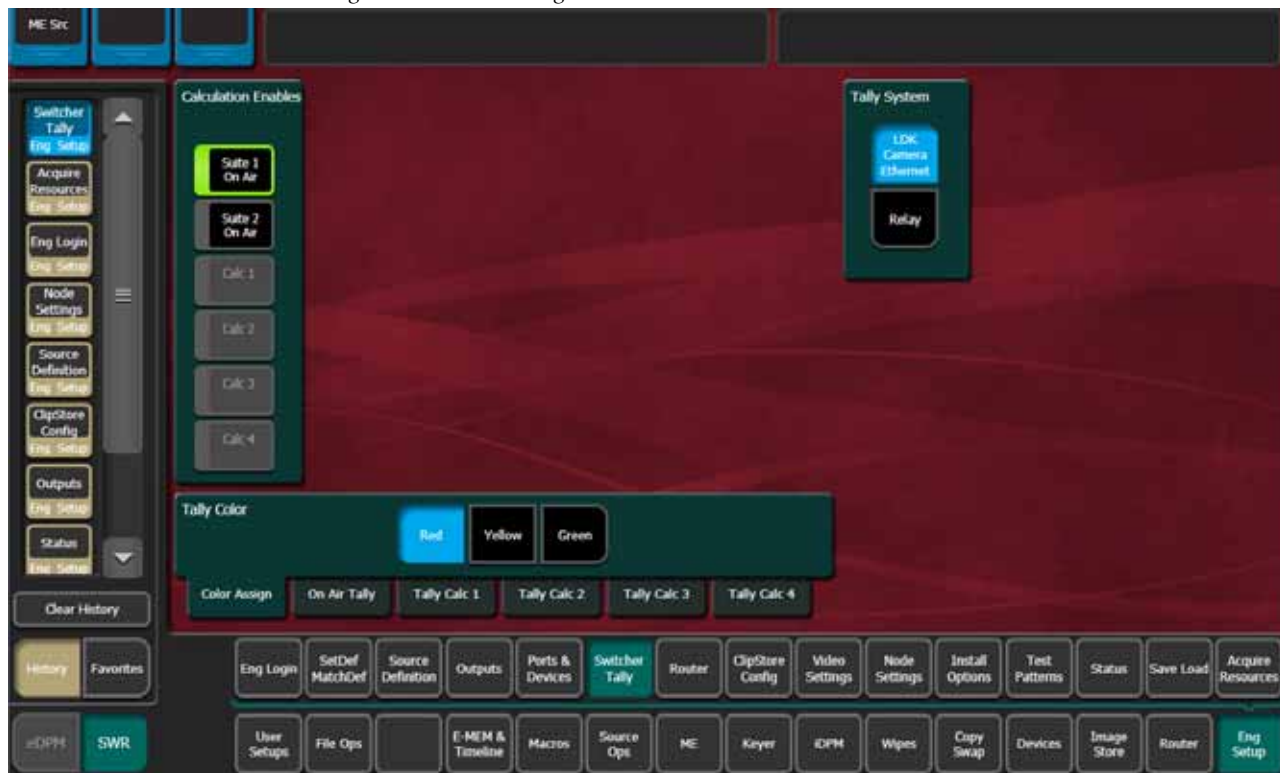 ME Src
Switcher
Tally
Eng Setup
Acquire
Resources
Eng Setup
Eng Login
Eng Setup
Node
Settings
Eng Setup
Source
Definition
Eng Setup
ClipStore
Config
Eng Setup
Outputs
Eng Setup
Status
Eng Setup
Clear History
History
Favorites
eDPM
SWR
Calculation Enables
Suite 1
On Air
Suite 2
On Air
Calc 1
Calc 2
Calc 3
Calc 4
Tally System
LDK
Camera
Ethernet
Relay
Tally Color
Red
Yellow
Green
Color Assign
On Air Tally
Tally Calc 1
Tally Calc 2
Tally Calc 3
Tally Calc 4
Eng Login
SetDef
MatchDef
Source
Definition
Outputs
Ports &
Devices
Switcher
Tally
Router
ClipStore
Config
Video
Settings
Node
Settings
Install
Options
Test
Patterns
Status
Save Load
Acquire
Resources
User
Setups
File Ops
E-MEM &
Timeline
Macros
Source
Ops
ME
Keyer
iDPM
Wipes
Copy
Swap
Devices
Image
Store
Router
Eng
Setup